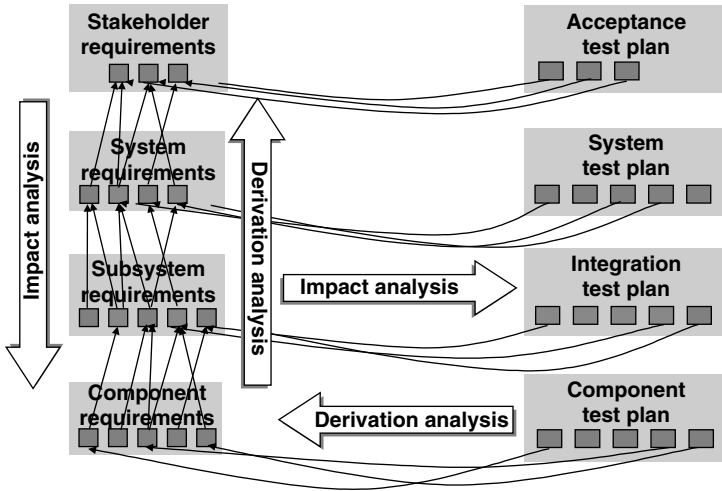 Stakeholder
requirements
Acceptance
test plan
System
requirements
System
test plan
Impact analysis
Derivation analysis
Subsystem
requirements
Impact analysis
Integration
test plan
Component
requirements
Derivation analysis
Component
test plan